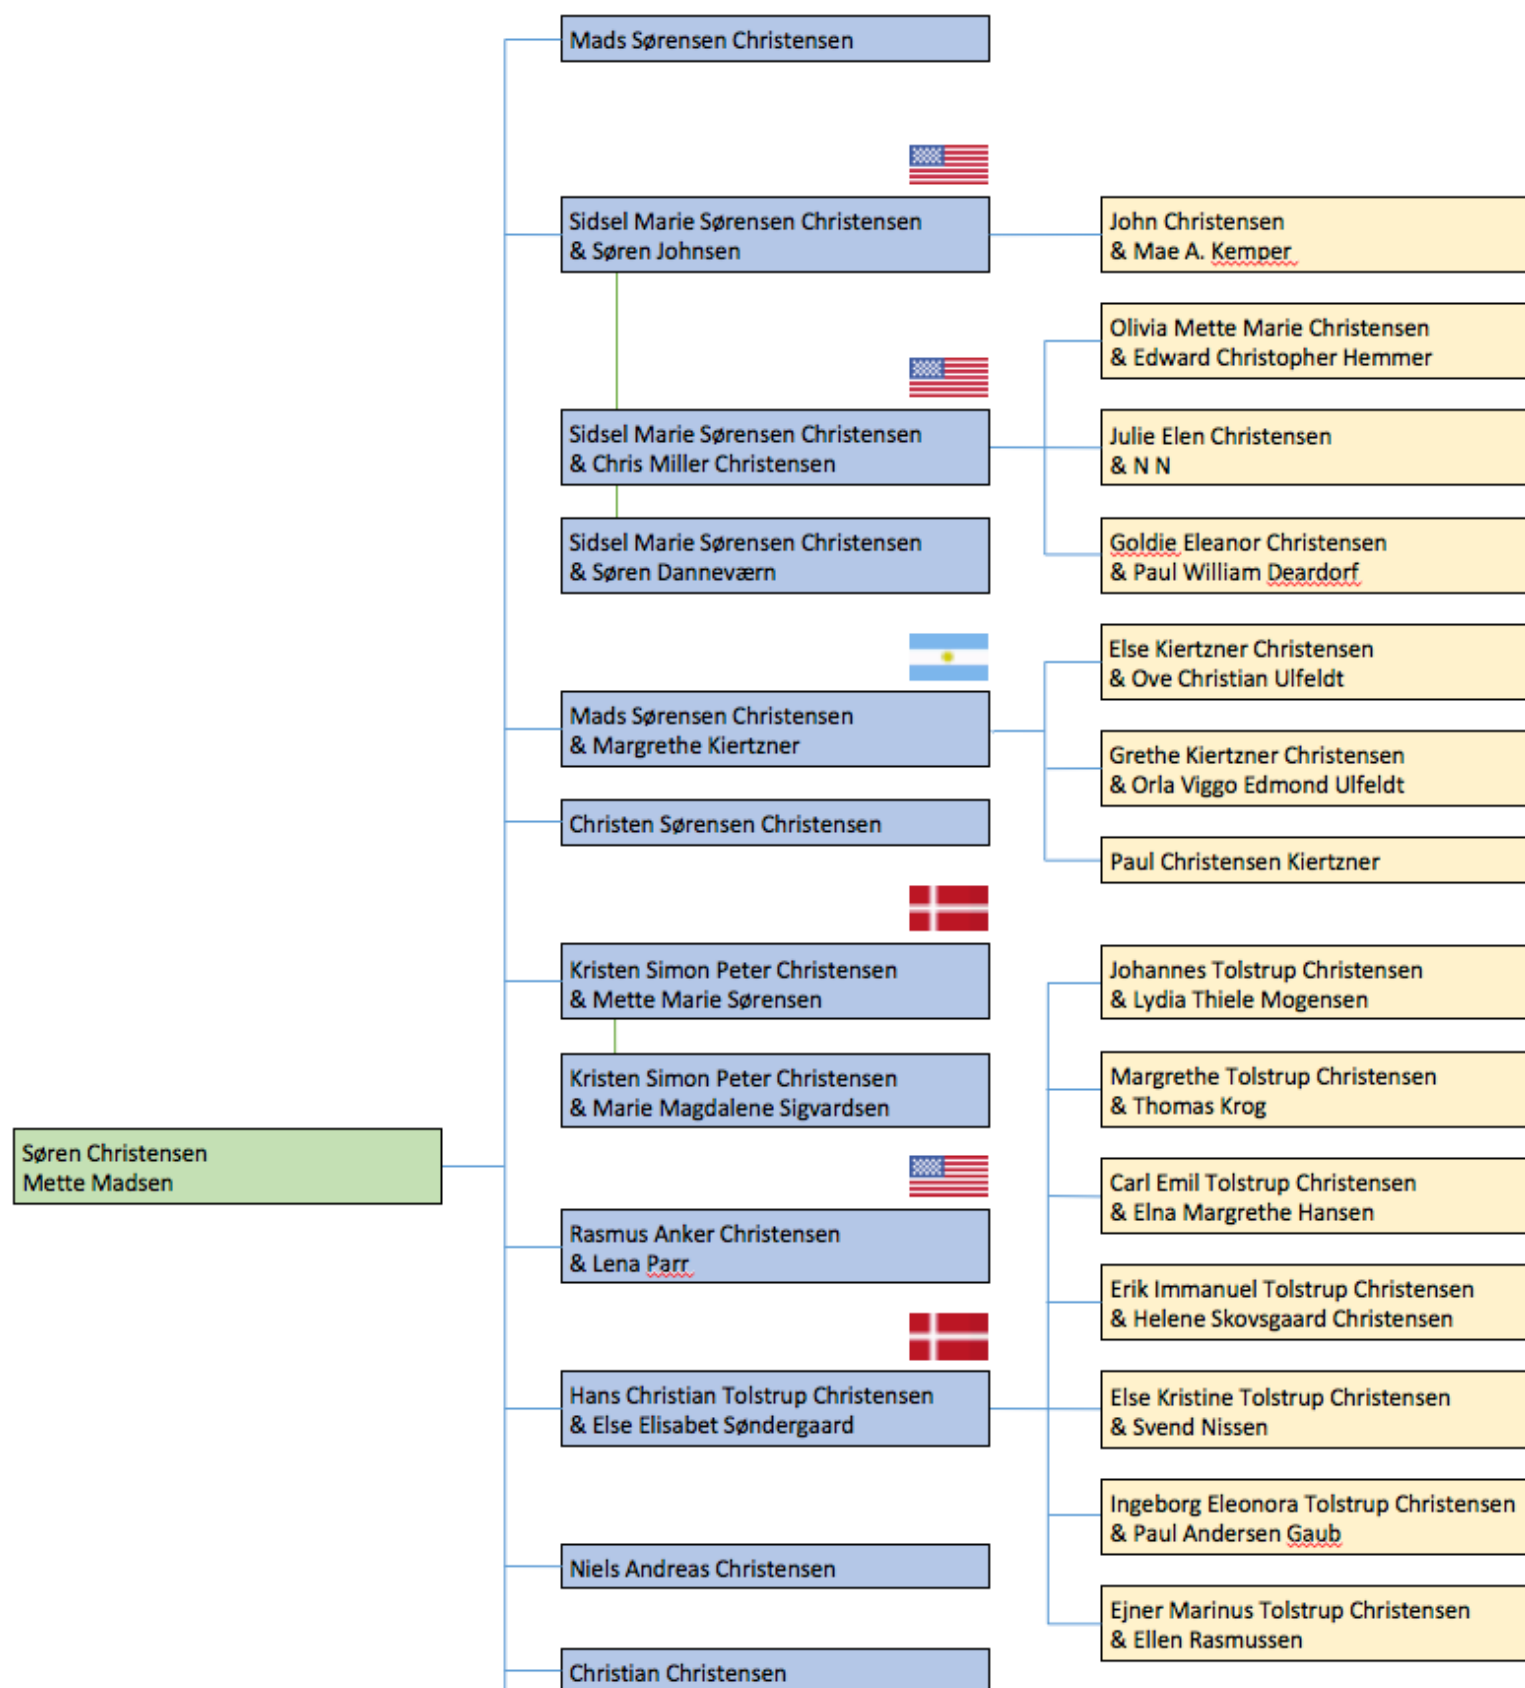 Mads Sørensen Christensen
Sidsel Marie Sørensen Christensen
& Søren Johnsen
John Christensen
& Mae A. Kemper
Olivia Mette Marie Christensen
& Edward Christopher Hemmer
Sidsel Marie Sørensen Christensen
& Chris Miller Christensen
Julie Elen Christensen
& N N
Sidsel Marie Sørensen Christensen
& Søren Danneværn
Goldie Eleanor Christensen
& Paul William Deardorf
Else Kiertzner Christensen
& Ove Christian Ulfeldt
Mads Sørensen Christensen
& Margrethe Kiertzner
Grethe Kiertzner Christensen
& Orla Viggo Edmond Ulfeldt
Christen Sørensen Christensen
Paul Christensen Kiertzner
Kristen Simon Peter Christensen
& Mette Marie Sørensen
Johannes Tolstrup Christensen
& Lydia Thiele Mogensen
Kristen Simon Peter Christensen
& Marie Magdalene Sigvardsen
Margrethe Tolstrup Christensen
& Thomas Krog
Søren Christensen
Mette Madsen
Carl Emil Tolstrup Christensen
& Elna Margrethe Hansen
Rasmus Anker Christensen
& Lena Parr
Erik Immanuel Tolstrup Christensen
& Helene Skovsgaard Christensen
Hans Christian Tolstrup Christensen
& Else Elisabet Søndergaard
Else Kristine Tolstrup Christensen
& Svend Nissen
Ingeborg Eleonora Tolstrup Christensen
& Paul Andersen Gaub
Niels Andreas Christensen
Ejner Marinus Tolstrup Christensen
& Ellen Rasmussen
Christian Christensen